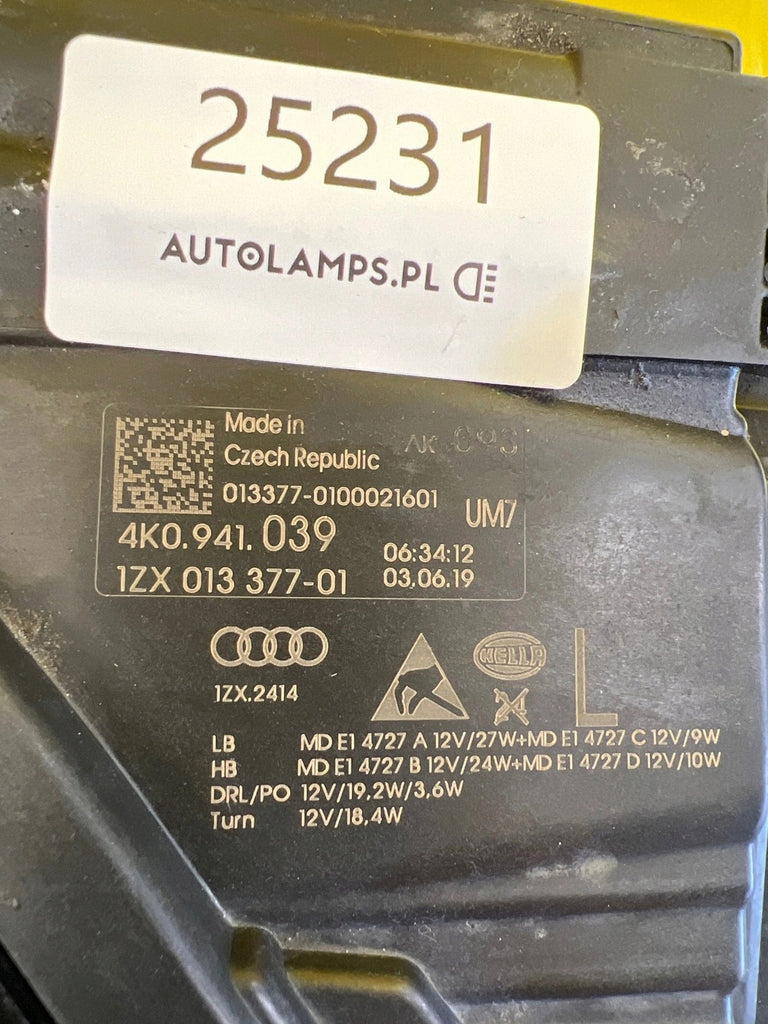 25231
AUTOLAMPS.PL
Made in
Czech Republic
013377-0100021601
UM7
4K0.941.039
06:34:12
1ZX 013 377-01
03.06.19
HELLA
L
1ZX.2414
LB MD E1 4727 A 12V/27W+MD E1 4727 C 12V/9W
HB MD E1 4727 B 12V/24W+MD E1 4727 D 12V/10W
DRL/PO 12V/19,2W/3,6W
Turn 12V/18,4W